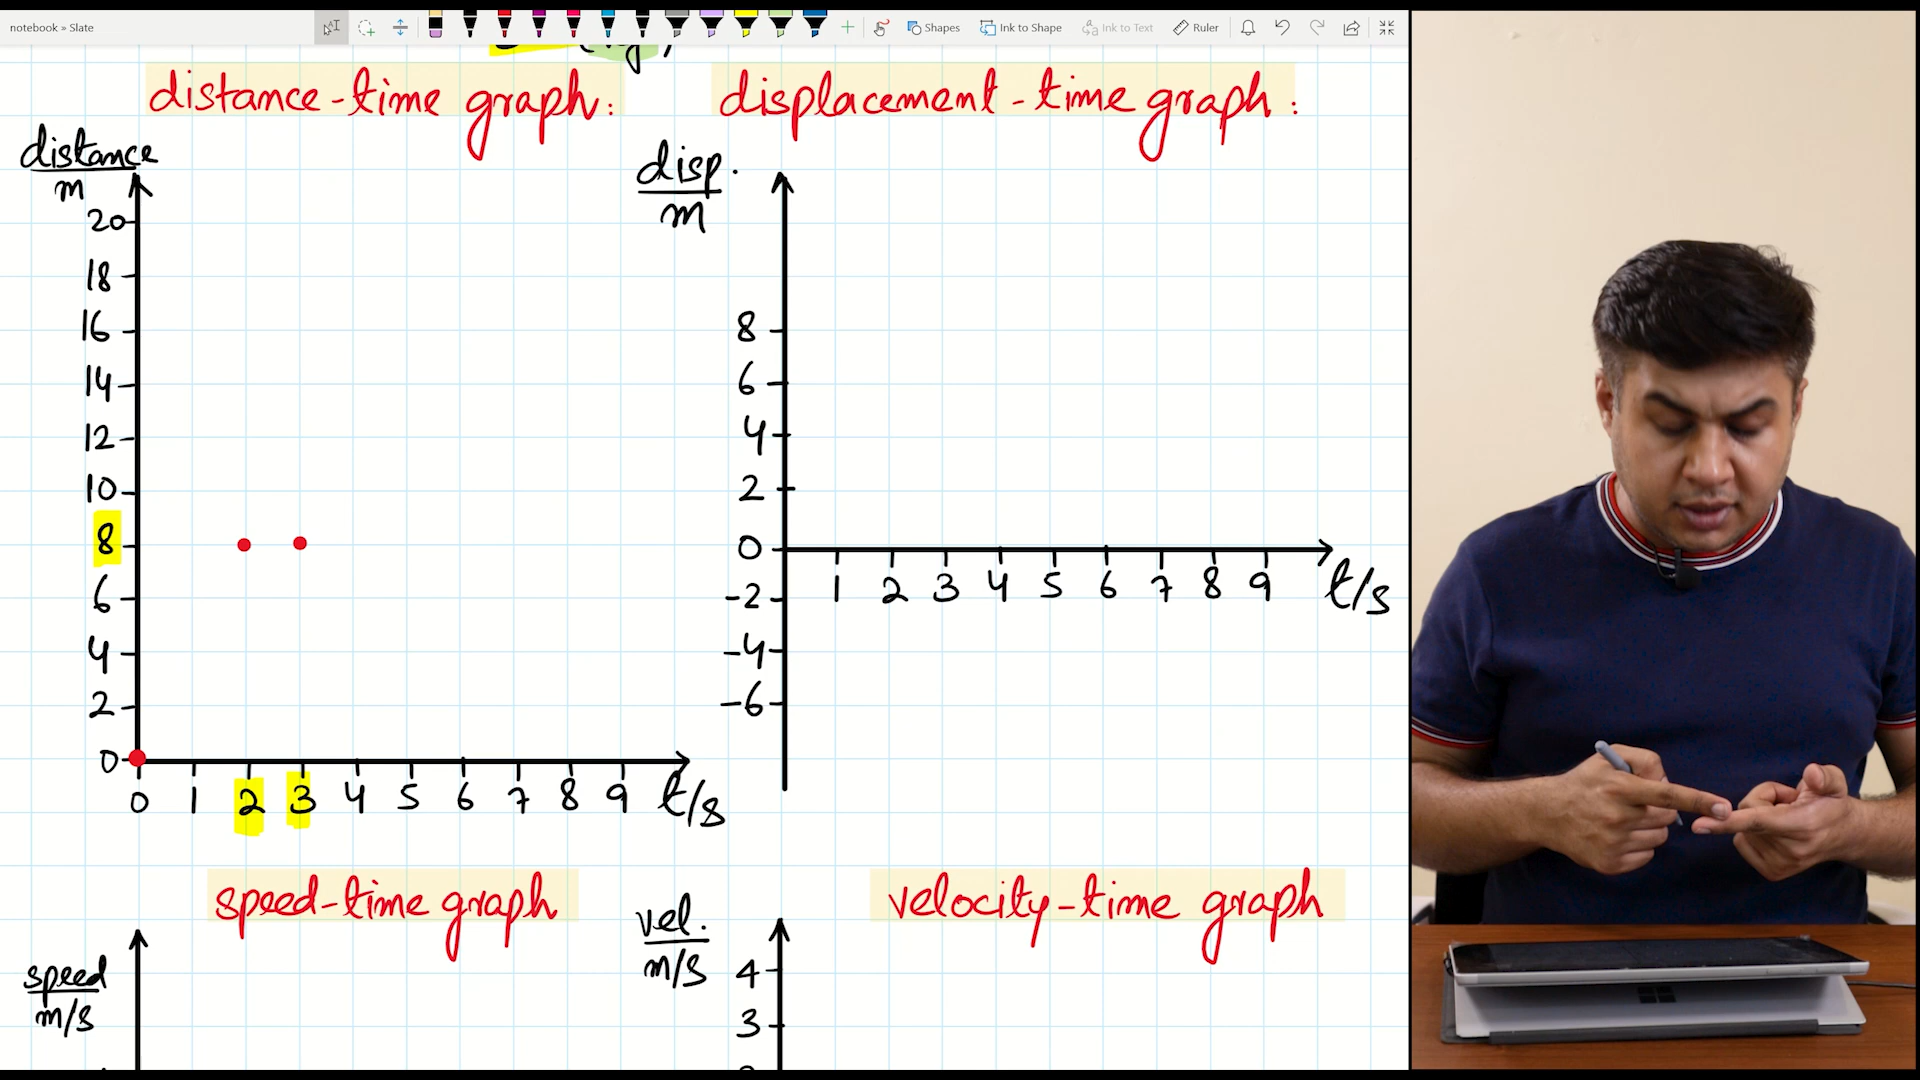 notebook » Slate
Shapes
Ink to Shape
Ink to Text
Ruler
distance-time graph:
displacement-time graph:
distance
m
20
18
16
14
12
10
8
6
4
2
0
0 1 2 3 4 5 6 7 8 9 t/s
disp.
m
8
6
4
2
0
-2
-4
-6
1 2 3 4 5 6 7 8 9 t/s
speed-time graph
velocity-time graph
speed
m/s
vel.
m/s
4
3